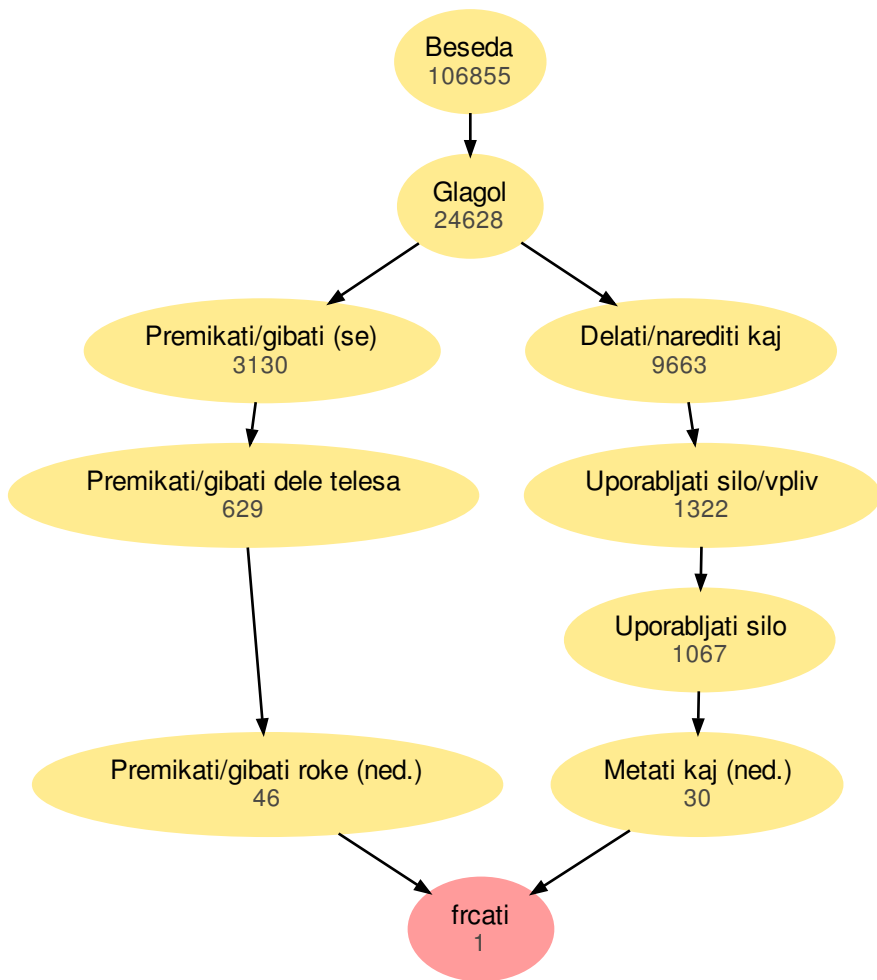 Beseda
106855
Glagol
24628
Premikati/gibati (se)
3130
Delati/narediti kaj
9663
Premikati/gibati dele telesa
629
Uporabljati silo/vpliv
1322
Uporabljati silo
1067
Premikati/gibati roke (ned.)
46
Metati kaj (ned.)
30
frcati
1